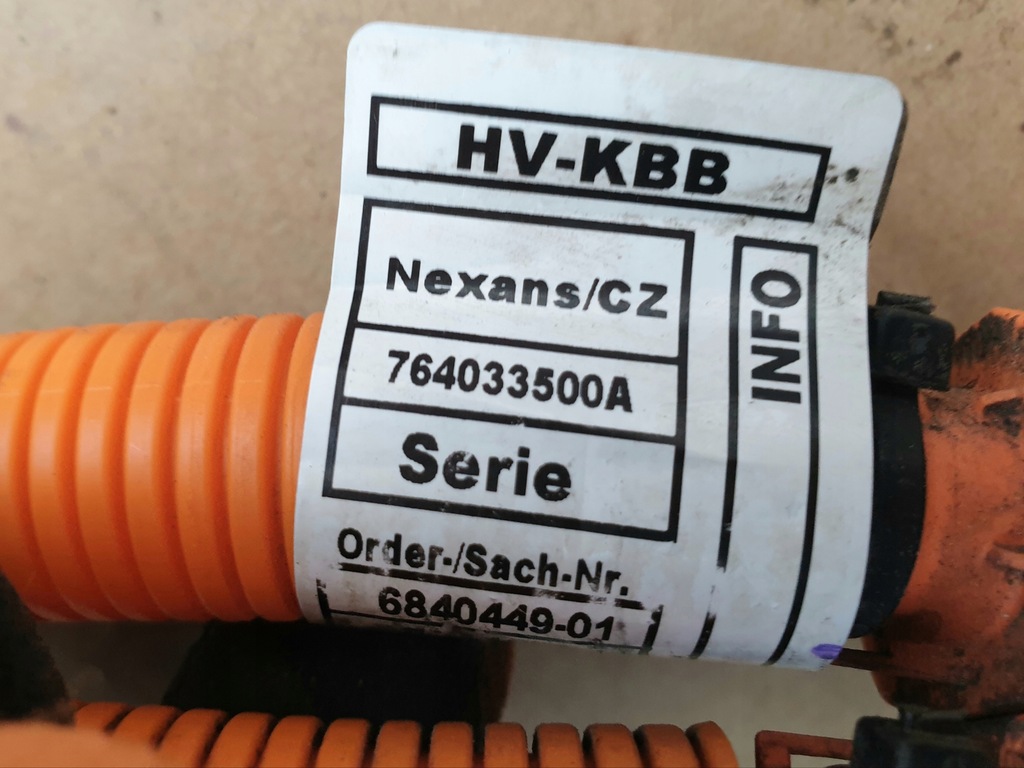 HV-KBB
Nexans/CZ
764033500A
Serie
INFO
Order-/Sach-Nr.
6840449-01